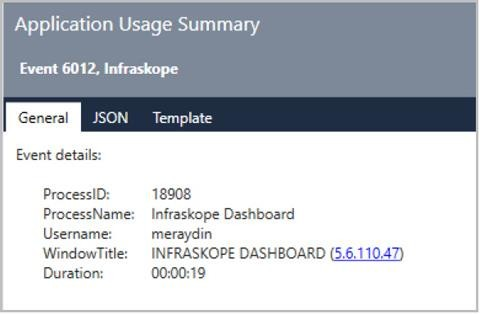 Application Usage Summary
Event 6012, Infraskope
General JSON Template
Event details:
ProcessID: 18908
ProcessName: Infraskope Dashboard
Username: meraydin
WindowTitle: INFRASKOPE DASHBOARD (5.6.110.47)
Duration: 00:00:19